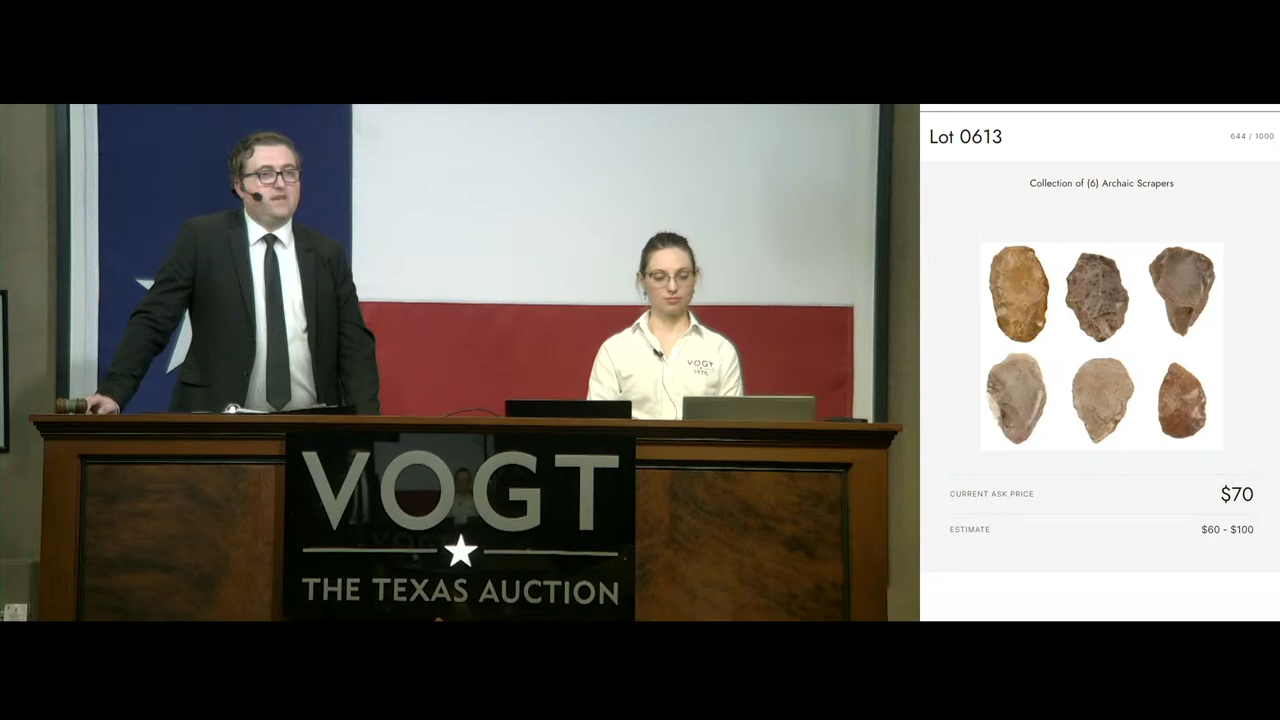 Lot 0613
644 / 1000
Collection of (6) Archaic Scrapers
CURRENT ASK PRICE
$70
ESTIMATE
$60 - $100
VOGT
1974
VOGT
THE TEXAS AUCTION